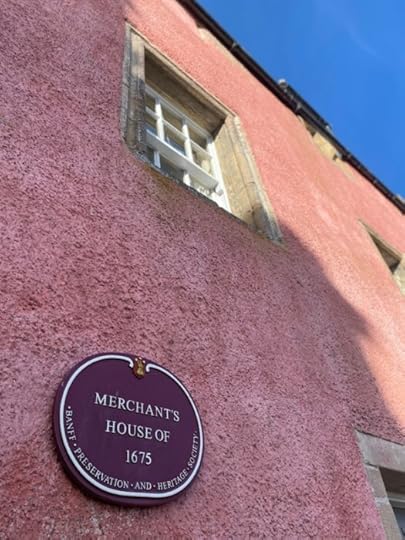 MERCHANT'S
HOUSE OF
1675
·BANFF·PRESERVATION·AND·HERITAGE·SOCIETY·